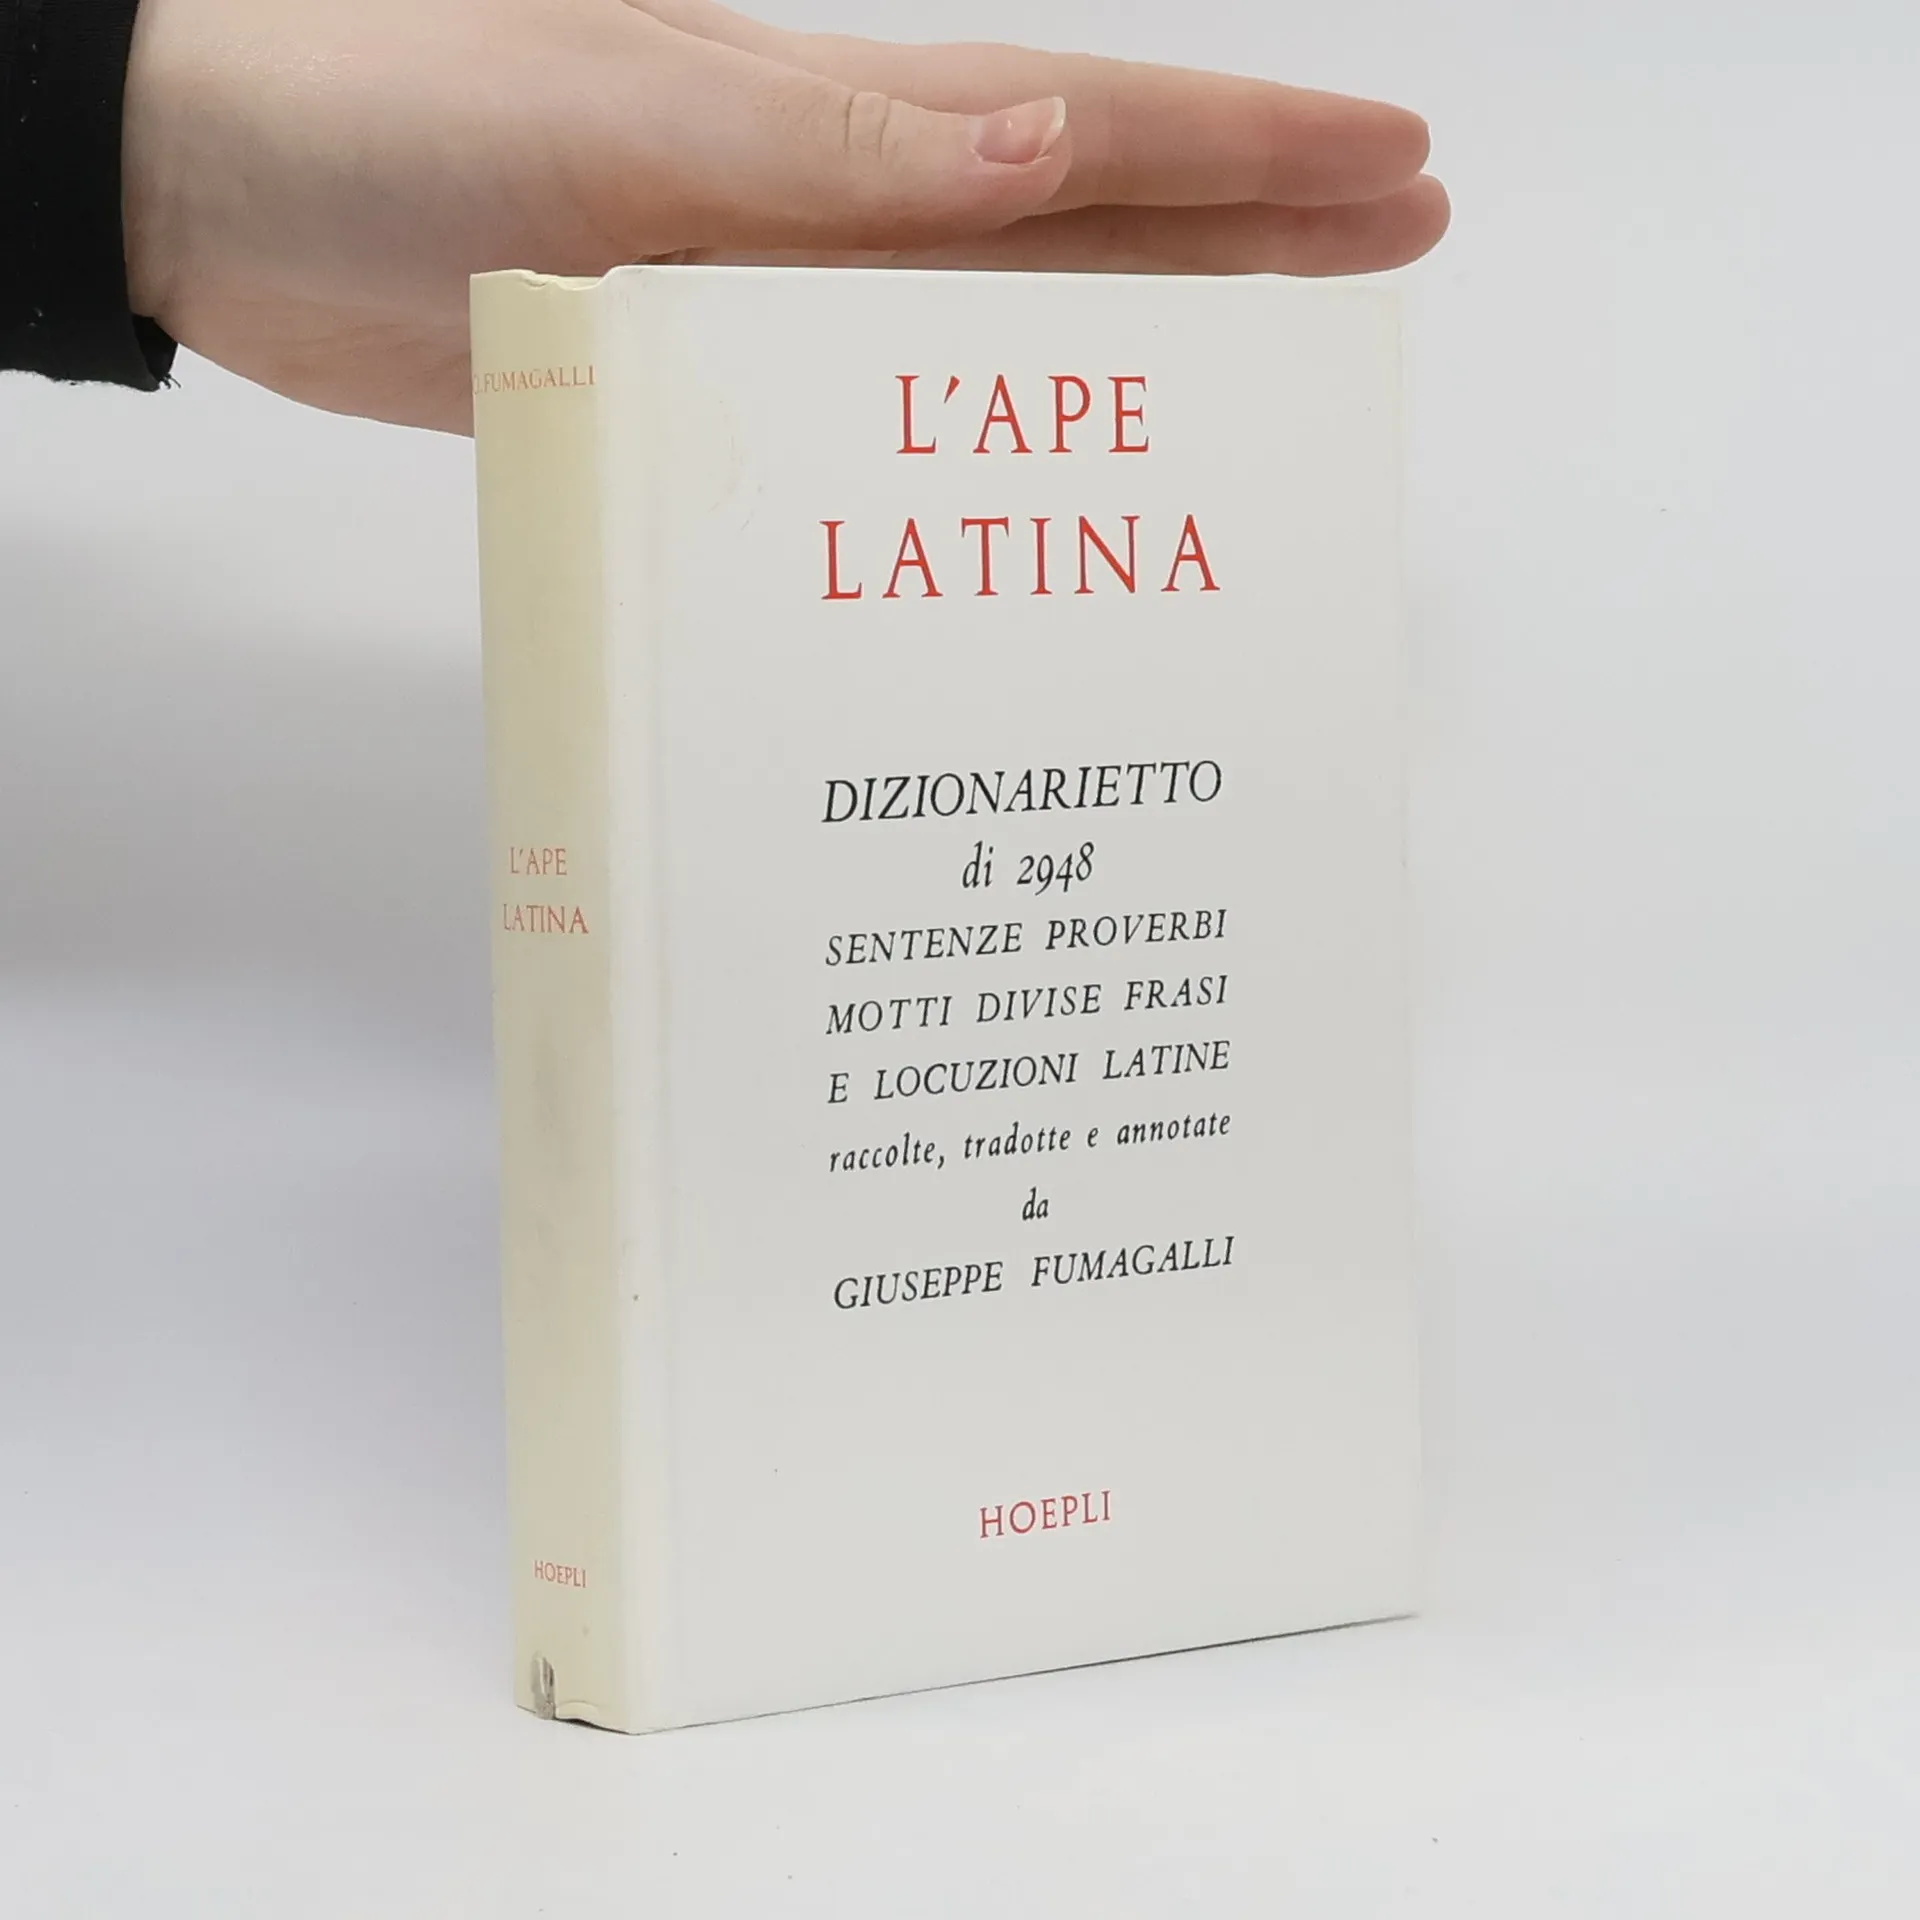 L'APE
LATINA
DIZIONARIETTO
di 2948
SENTENZE PROVERBI
MOTTI DIVISE FRASI
E LOCUZIONI LATINE
raccolte, tradotte e annotate
da
GIUSEPPE FUMAGALLI
HOEPLI
FUMAGALLI
L'APE
LATINA
HOEPLI